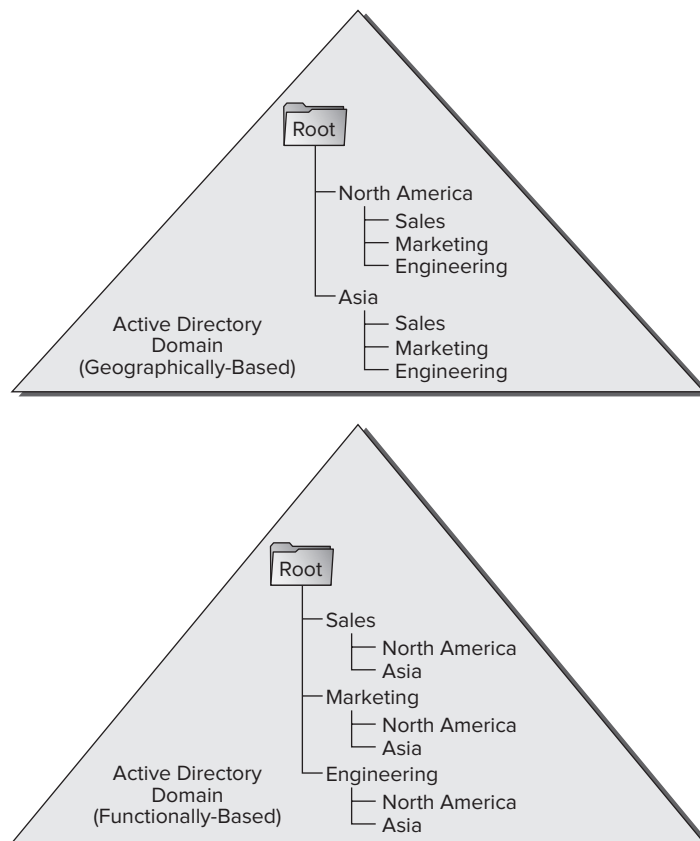 Root
North America
Sales
Marketing
Engineering
Asia
Sales
Marketing
Engineering
Active Directory
Domain
(Geographically-Based)
Root
Sales
North America
Asia
Marketing
North America
Asia
Engineering
North America
Asia
Active Directory
Domain
(Functionally-Based)